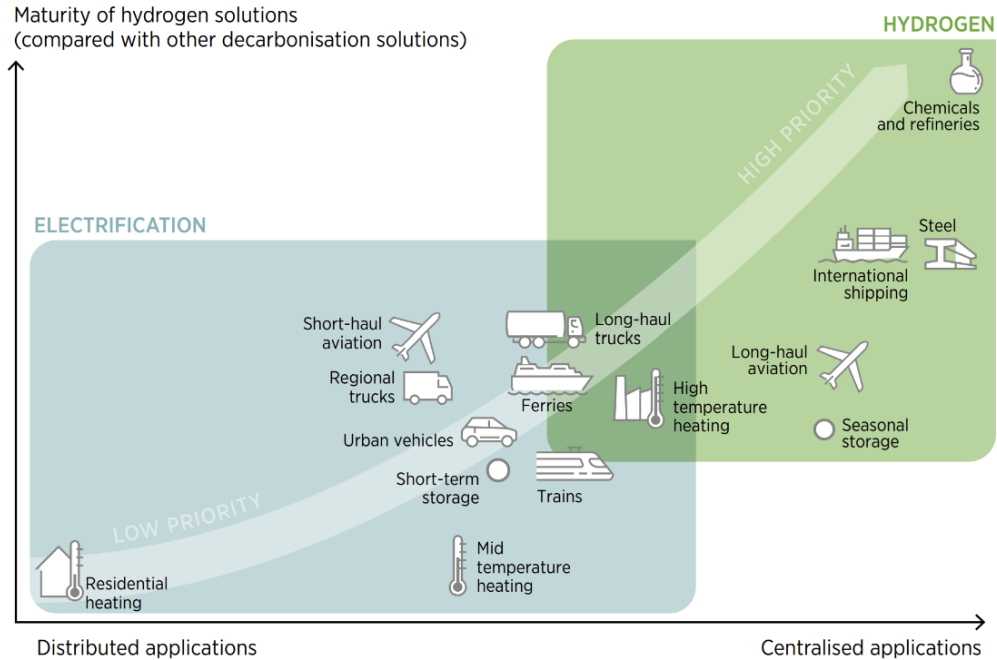 Maturity of hydrogen solutions
(compared with other decarbonisation solutions)
HYDROGEN
HIGH PRIORITY
Chemicals
and refineries
ELECTRIFICATION
Steel
International
shipping
Short-haul
aviation
Long-haul
trucks
Long-haul
aviation
Regional
trucks
Ferries
High
temperature
heating
Urban vehicles
Seasonal
storage
Short-term
storage
Trains
LOW PRIORITY
Mid
temperature
heating
Residential
heating
Distributed applications
Centralised applications